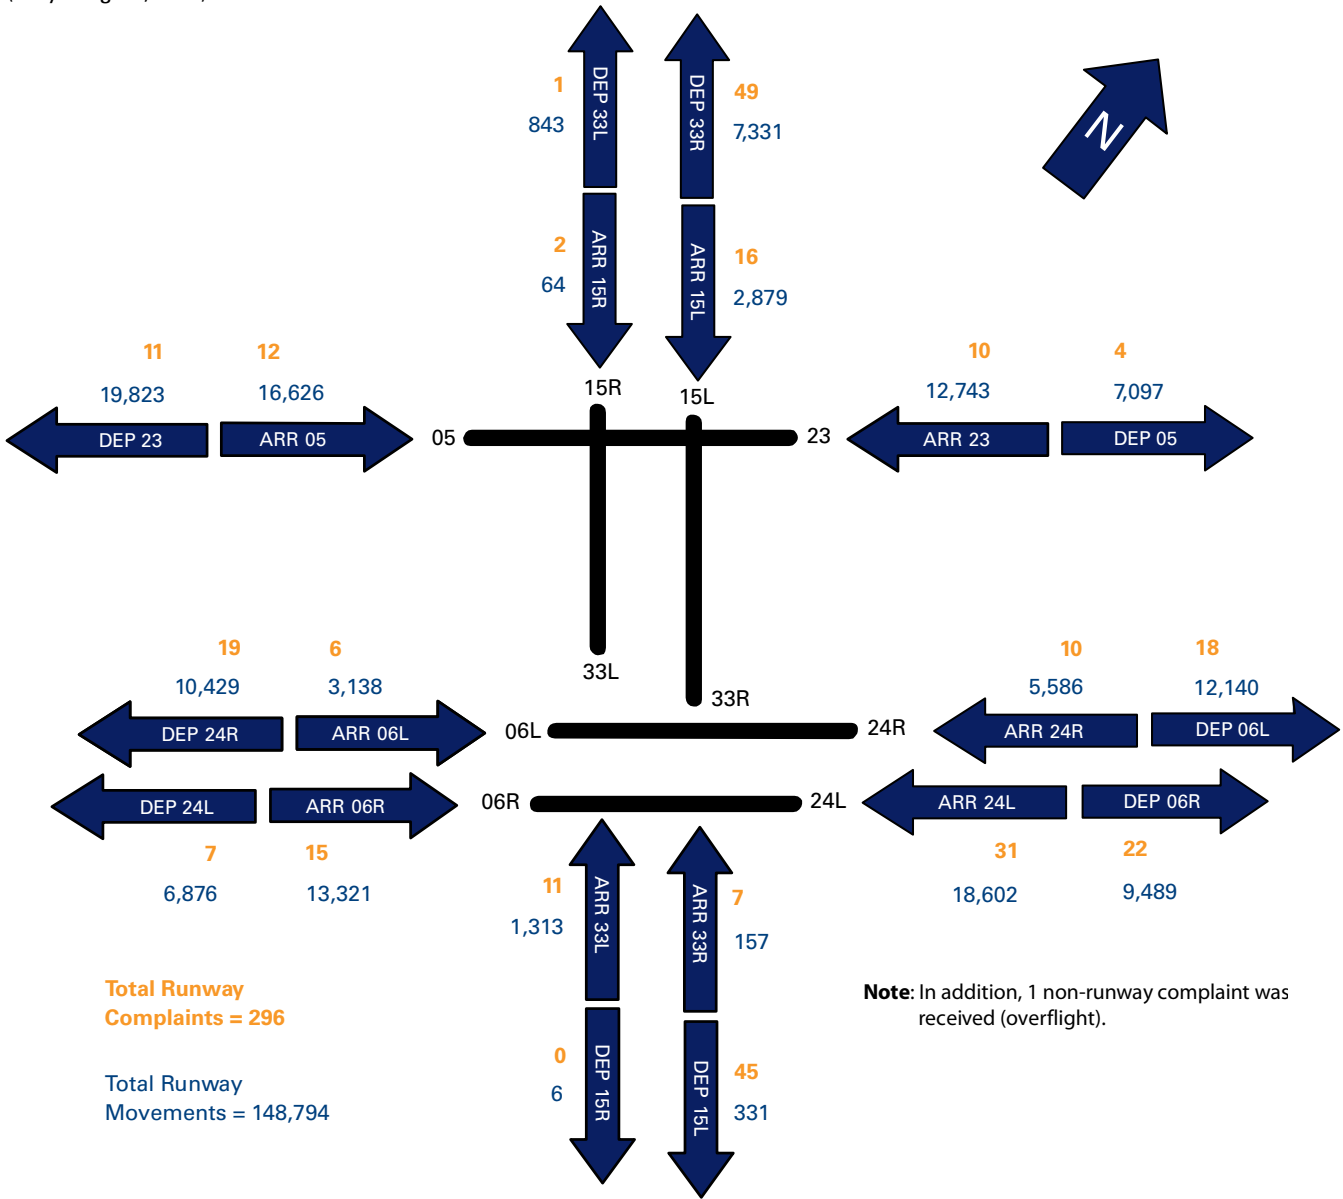 1
843
DEP 33L
DEP 33R
49
7,331
N
2
64
ARR 15R
ARR 15L
16
2,879
11
19,823
DEP 23
12
16,626
ARR 05
15R
15L
05
23
10
12,743
ARR 23
4
7,097
DEP 05
33L
33R
19
10,429
DEP 24R
6
3,138
ARR 06L
06L
24R
10
5,586
ARR 24R
18
12,140
DEP 06L
DEP 24L
7
6,876
ARR 06R
15
13,321
06R
24L
ARR 24L
31
18,602
DEP 06R
22
9,489
11
1,313
ARR 33L
ARR 33R
7
157
0
6
DEP 15R
DEP 15L
45
331
Total Runway
Complaints = 296
Total Runway
Movements = 148,794
Note: In addition, 1 non-runway complaint was
received (overflight).